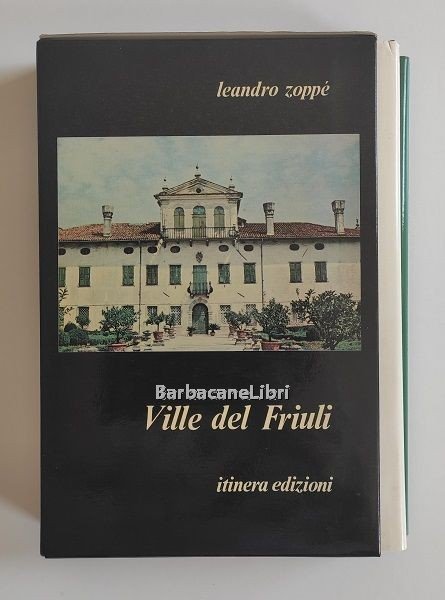 leandro zoppé
BarbacaneLibri
Ville del Friuli
itinera edizioni